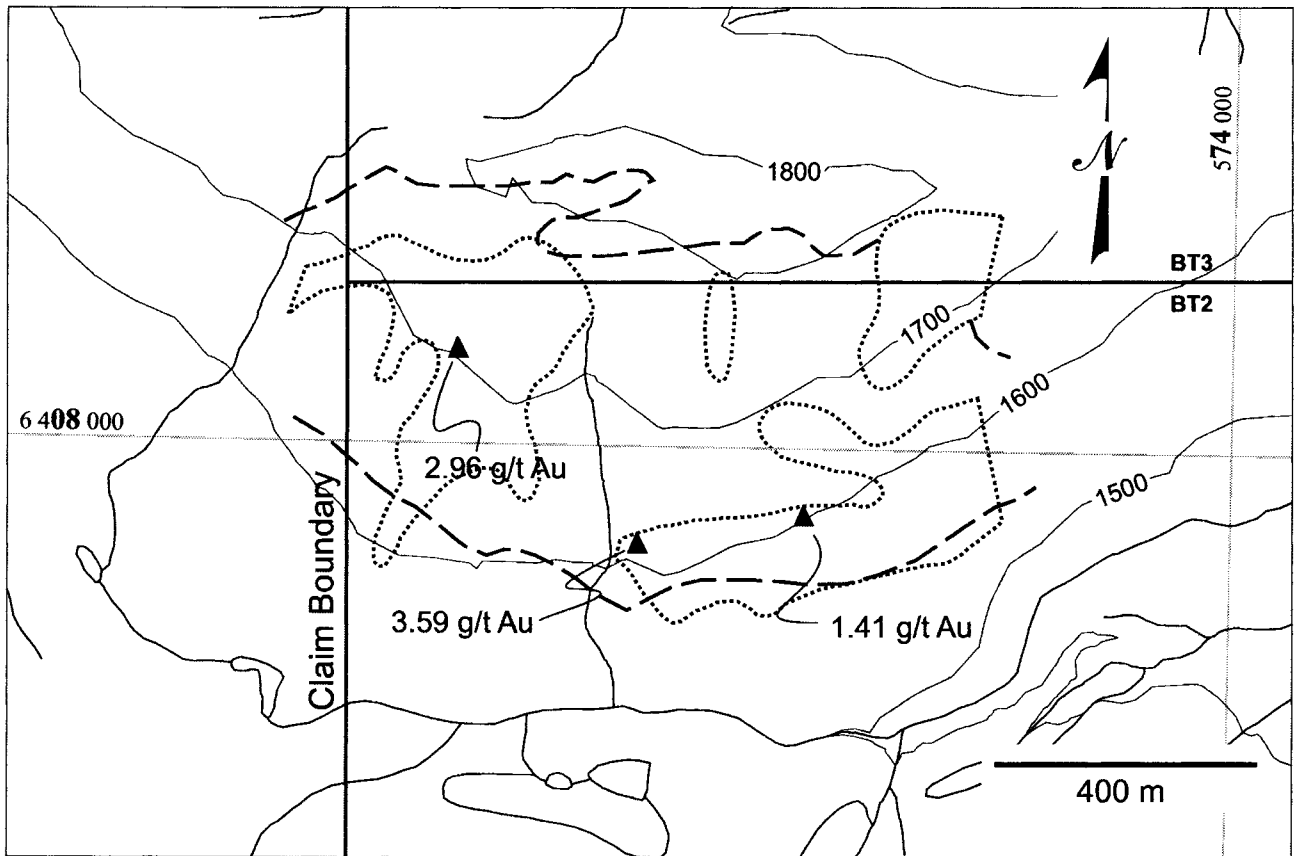 574 000
N
1800
BT3
BT2
1700
1600
6 408 000
2.96 g/t Au
1500
Claim Boundary
3.59 g/t Au
1.41 g/t Au
400 m